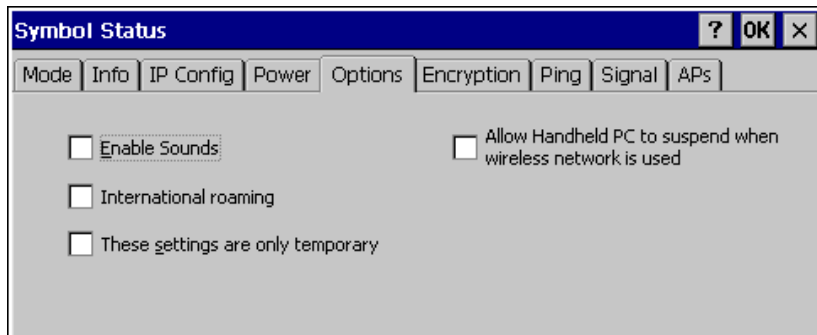 Symbol Status ? OK ×
Mode Info IP Config Power Options Encryption Ping Signal APs
Enable Sounds
Allow Handheld PC to suspend when
wireless network is used
International roaming
These settings are only temporary